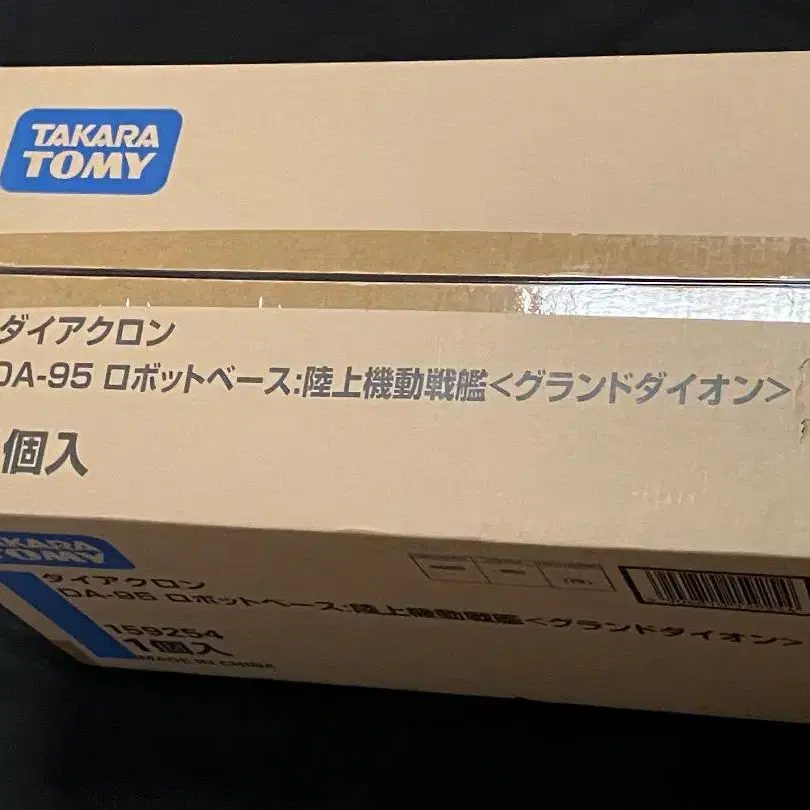 TAKARA
TOMY
ダイアクロン
DA-95 ロボットベース:陸上機動戦艦<グランドダイオン>
個入
TAKARA
TOMY
ダイアクロン
DA-95 ロボットベース:陸上機動戦艦<グランドダイオン>
159254
1個入
MADE IN CHINA